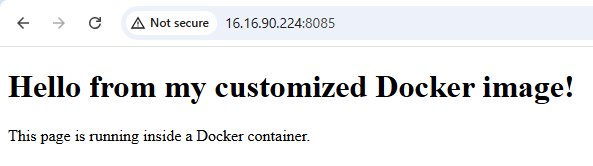 Not secure 16.16.90.224:8085
Hello from my customized Docker image!
This page is running inside a Docker container.